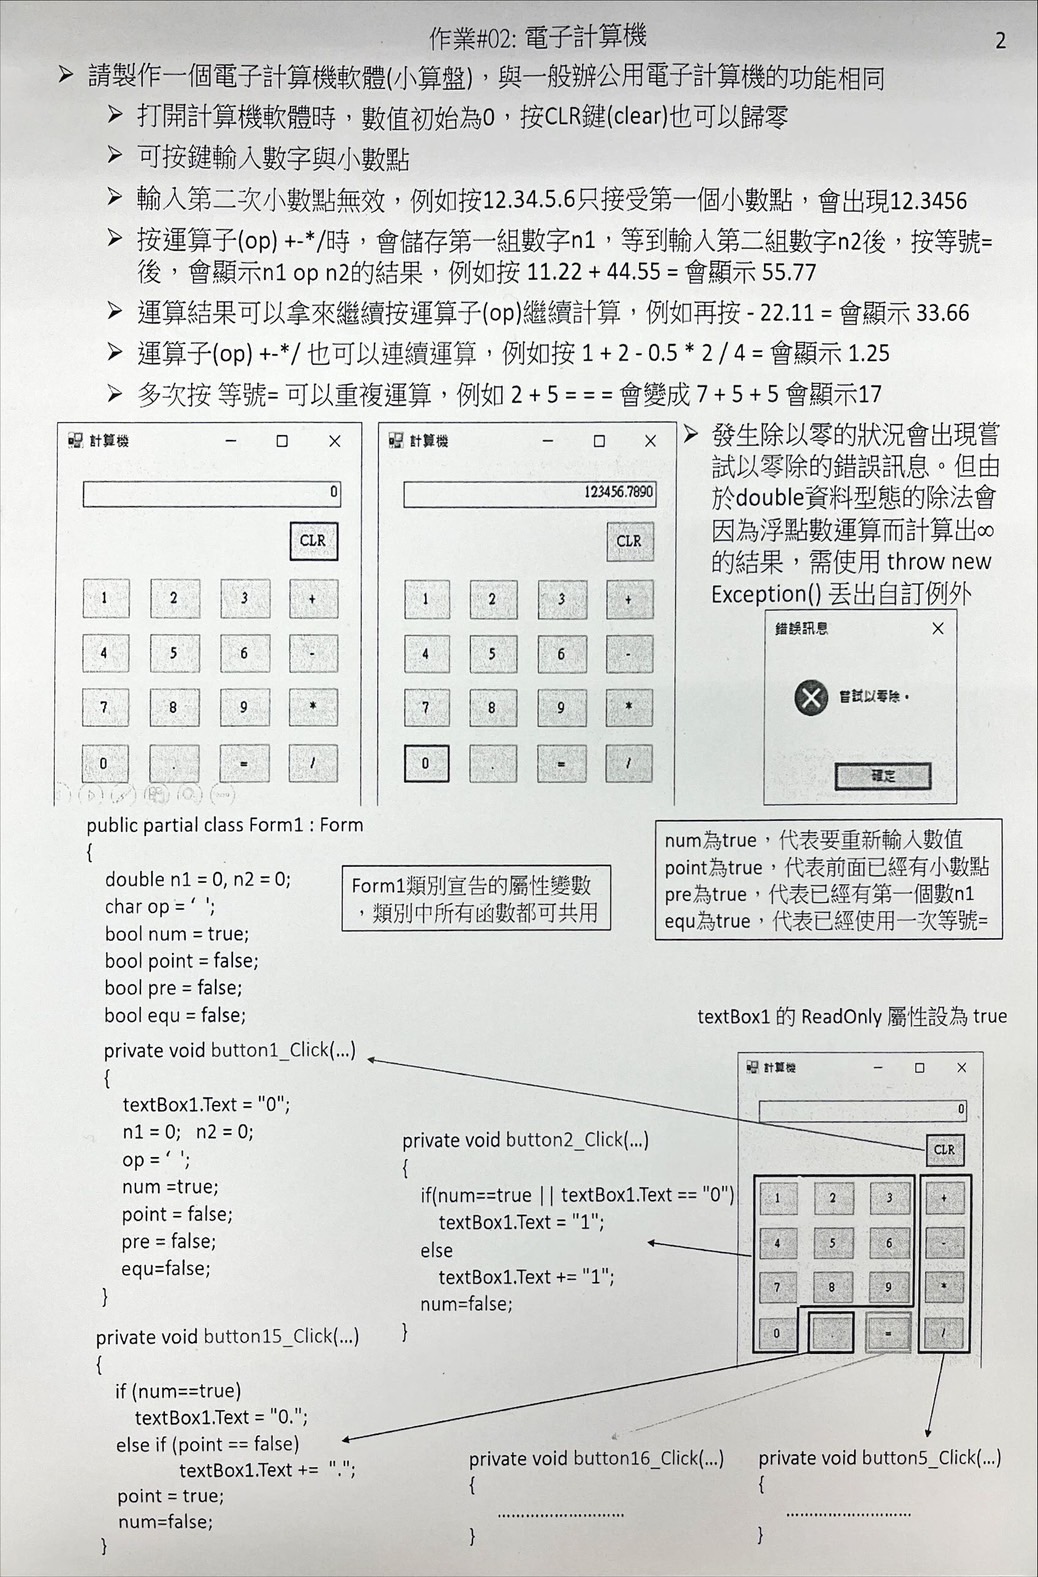 作業#02: 電子計算機
2
➢ 請製作一個電子計算機軟體(小算盤)，與一般辦公用電子計算機的功能相同
➢ 打開計算機軟體時，數值初始為0，按CLR鍵(clear)也可以歸零
➢ 可按鍵輸入數字與小數點
➢ 輸入第二次小數點無效，例如按12.34.5.6只接受第一個小數點，會出現12.3456
➢ 按運算子(op) +-*/時，會儲存第一組數字n1，等到輸入第二組數字n2後，按等號=
後，會顯示n1 op n2的結果，例如按 11.22 + 44.55 = 會顯示 55.77
➢ 運算結果可以拿來繼續按運算子(op)繼續計算，例如再按 - 22.11 = 會顯示 33.66
➢ 運算子(op) +-*/ 也可以連續運算，例如按 1 + 2 - 0.5 * 2 / 4 = 會顯示 1.25
➢ 多次按 等號= 可以重複運算，例如 2 + 5 = = = 會變成 7 + 5 + 5 會顯示17
計算機
0
CLR
1 2 3 +
4 5 6 -
7 8 9 *
0 . = /
計算機
123456.7890
CLR
1 2 3 +
4 5 6 -
7 8 9 *
0 . = /
➢ 發生除以零的狀況會出現嘗
試以零除的錯誤訊息。但由
於double資料型態的除法會
因為浮點數運算而計算出∞
的結果，需使用 throw new
Exception() 丟出自訂例外
錯誤訊息
嘗試以零除。
確定
public partial class Form1 : Form
{
double n1 = 0, n2 = 0;
char op = ‘ ’;
bool num = true;
bool point = false;
bool pre = false;
bool equ = false;
Form1類別宣告的屬性變數
，類別中所有函數都可共用
num為true，代表要重新輸入數值
point為true，代表前面已經有小數點
pre為true，代表已經有第一個數n1
equ為true，代表已經使用一次等號=
textBox1 的 ReadOnly 屬性設為 true
private void button1_Click(...)
{
textBox1.Text = "0";
n1 = 0; n2 = 0;
op = ‘ ’;
num =true;
point = false;
pre = false;
equ=false;
}
private void button2_Click(...)
{
if(num==true || textBox1.Text == "0")
textBox1.Text = "1";
else
textBox1.Text += "1";
num=false;
}
計算機
0
CLR
1 2 3 +
4 5 6 -
7 8 9 *
0 . = /
private void button15_Click(...)
{
if (num==true)
textBox1.Text = "0.";
else if (point == false)
textBox1.Text += ".";
point = true;
num=false;
}
private void button16_Click(...)
{
..............................
}
private void button5_Click(...)
{
..............................
}